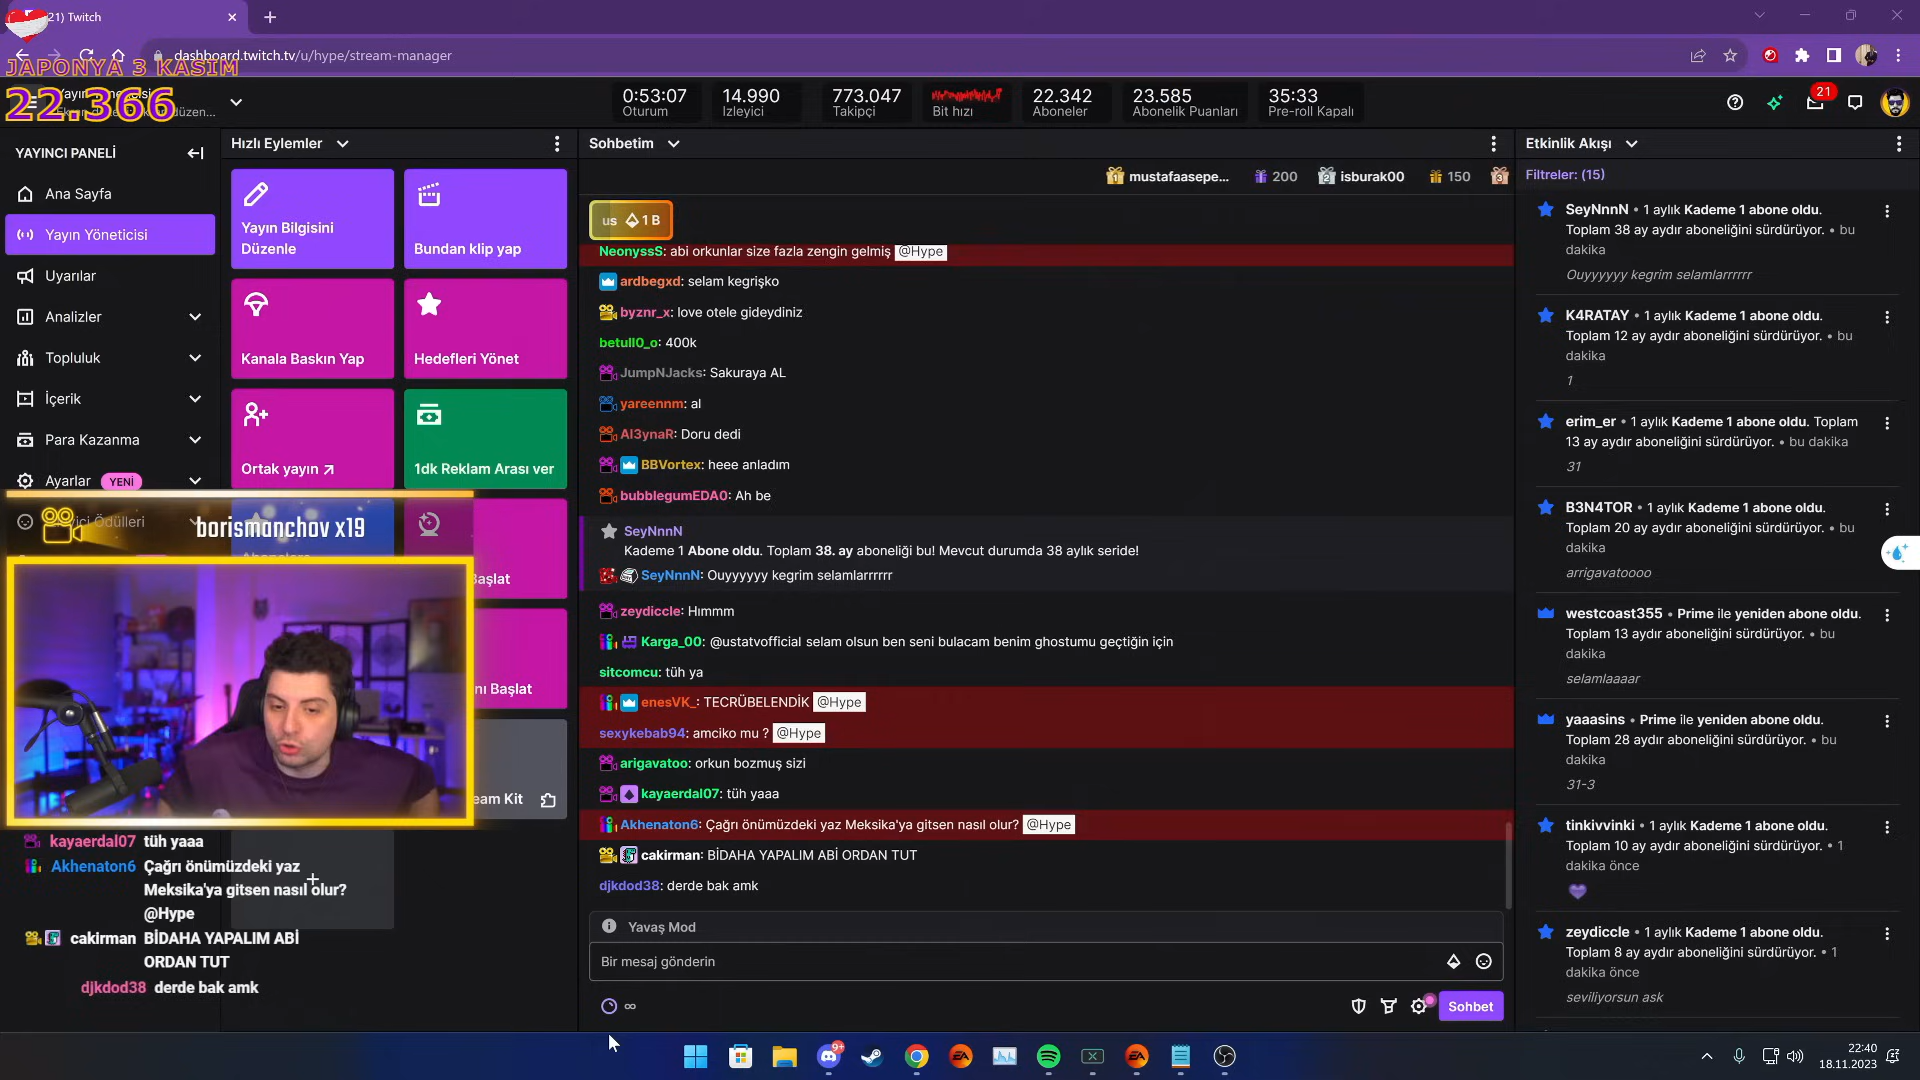 21) Twitch
dashboard.twitch.tv/u/hype/stream-manager
JAPONYA 3 KASIM
22.366
0:53:07
Oturum
14.990
İzleyici
773.047
Takipçi
Bit hızı
22.342
Aboneler
23.585
Abonelik Puanları
35:33
Pre-roll Kapalı
21
YAYINCI PANELİ
Ana Sayfa
Yayın Yöneticisi
Uyarılar
Analizler
Topluluk
İçerik
Para Kazanma
Ayarlar YENİ
Hızlı Eylemler
Yayın Bilgisini
Düzenle
Bundan klip yap
Kanala Baskın Yap
Hedefleri Yönet
Ortak yayın
1dk Reklam Arası ver
borismanchov x19
kayaerdal07 tüh yaaa
Akhenaton6 Çağrı önümüzdeki yaz
Meksika'ya gitsen nasıl olur?
@Hype
cakirman BİDAHA YAPALIM ABİ
ORDAN TUT
djkdod38 derde bak amk
Sohbetim
mustafaasepe... 200 isburak00 150
us 1 B
NeonyssS: abi orkunlar size fazla zengin gelmiş @Hype
ardbegxd: selam kegrişko
byznr_x: love otele gideydiniz
betull0_o: 400k
JumpNJacks: Sakuraya AL
yareennm: al
Al3ynaR: Doru dedi
BBVortex: heee anladım
bubblegumEDA0: Ah be
SeyNnnN
Kademe 1 Abone oldu. Toplam 38. ay aboneliği bu! Mevcut durumda 38 aylık seride!
SeyNnnN: Ouyyyyyy kegrim selamlarrrrrr
zeydiccle: Hımmm
Karga_00: @ustatvofficial selam olsun ben seni bulacam benim ghostumu geçtiğin için
sitcomcu: tüh ya
enesVK_: TECRÜBELENDİK @Hype
sexykebab94: amciko mu ? @Hype
arigavatoo: orkun bozmuş sizi
kayaerdal07: tüh yaaa
Akhenaton6: Çağrı önümüzdeki yaz Meksika'ya gitsen nasıl olur? @Hype
cakirman: BİDAHA YAPALIM ABİ ORDAN TUT
djkdod38: derde bak amk
Yavaş Mod
Bir mesaj gönderin
Sohbet
Etkinlik Akışı
Filtreler: (15)
SeyNnnN • 1 aylık Kademe 1 abone oldu.
Toplam 38 ay aydır aboneliğini sürdürüyor. • bu
dakika
Ouyyyyyy kegrim selamlarrrrrr
K4RATAY • 1 aylık Kademe 1 abone oldu.
Toplam 12 ay aydır aboneliğini sürdürüyor. • bu
dakika
1
erim_er • 1 aylık Kademe 1 abone oldu. Toplam
13 ay aydır aboneliğini sürdürüyor. • bu dakika
31
B3N4TOR • 1 aylık Kademe 1 abone oldu.
Toplam 20 ay aydır aboneliğini sürdürüyor. • bu
dakika
arrigavatoooo
westcoast355 • Prime ile yeniden abone oldu.
Toplam 13 ay aydır aboneliğini sürdürüyor. • bu
dakika
selamlaaaar
yaaasins • Prime ile yeniden abone oldu.
Toplam 28 ay aydır aboneliğini sürdürüyor. • bu
dakika
31-3
tinkivvinki • 1 aylık Kademe 1 abone oldu.
Toplam 10 ay aydır aboneliğini sürdürüyor. • 1
dakika önce
zeydiccle • 1 aylık Kademe 1 abone oldu.
Toplam 8 ay aydır aboneliğini sürdürüyor. • 1
dakika önce
seviliyorsun ask
9+
22:40
18.11.2023